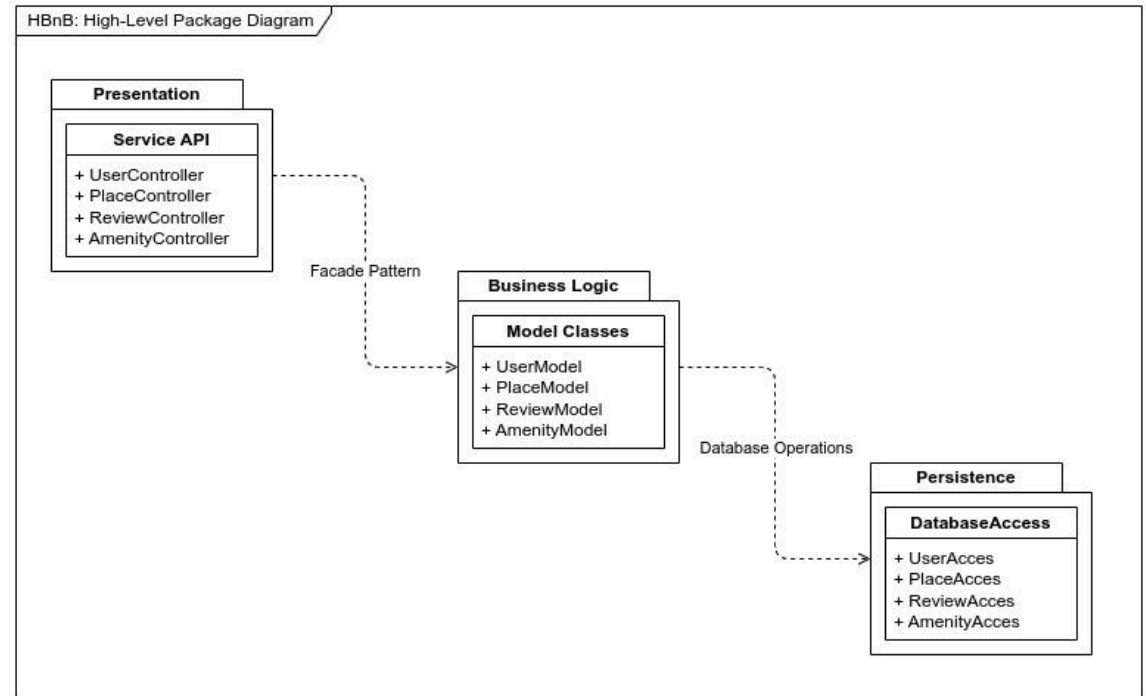 HBnB: High-Level Package Diagram
Presentation
Service API
+ UserController
+ PlaceController
+ ReviewController
+ AmenityController
Facade Pattern
Business Logic
Model Classes
+ UserModel
+ PlaceModel
+ ReviewModel
+ AmenityModel
Database Operations
Persistence
DatabaseAccess
+ UserAcces
+ PlaceAcces
+ ReviewAcces
+ AmenityAcces